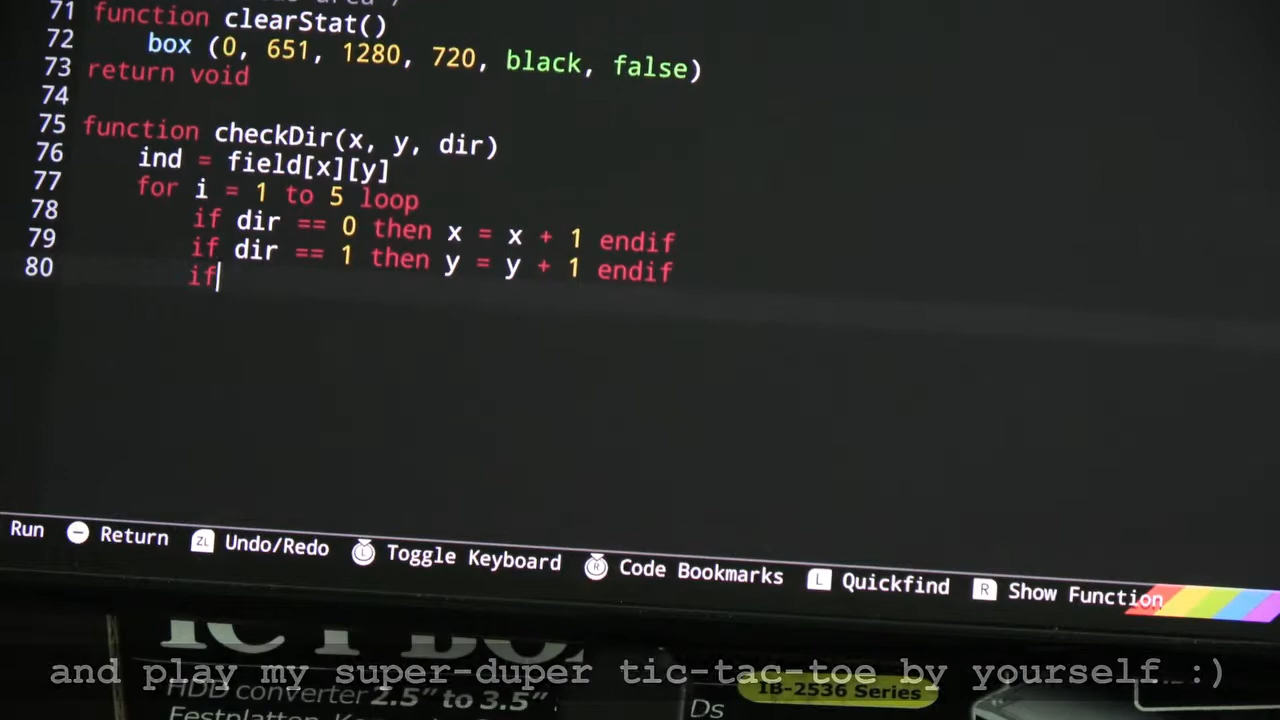 71 function clearStat()
72 box (0, 651, 1280, 720, black, false)
73 return void
74
75 function checkDir(x, y, dir)
76 ind = field[x][y]
77 for i = 1 to 5 loop
78 if dir == 0 then x = x + 1 endif
79 if dir == 1 then y = y + 1 endif
80 if
Run - Return ZL Undo/Redo L Toggle Keyboard R Code Bookmarks L Quickfind R Show Function
and play my super-duper tic-tac-toe by yourself :)
HDD converter 2.5" to 3.5"
IB-2536 Series
Ds